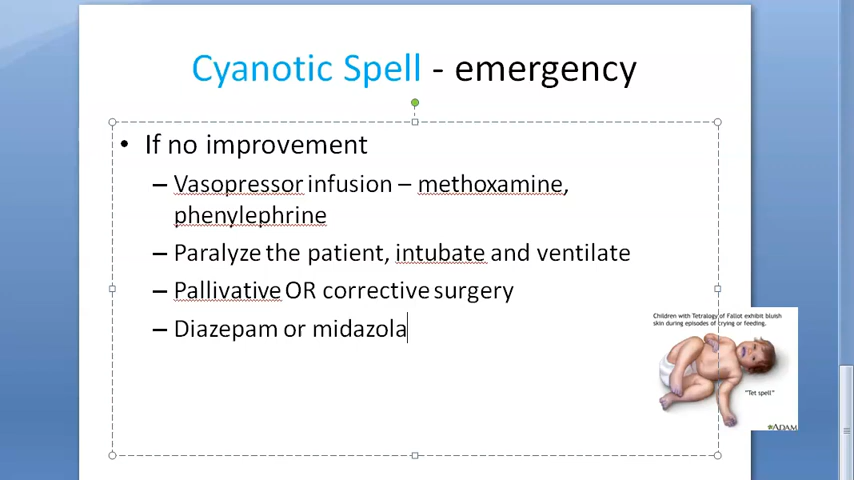 Cyanotic Spell - emergency
• If no improvement
– Vasopressor infusion – methoxamine,
phenylephrine
– Paralyze the patient, intubate and ventilate
– Pallivative OR corrective surgery
– Diazepam or midazola
Children with Tetralogy of Fallot exhibit bluish
skin during episodes of crying or feeding.
"Tet spell"
ADAM